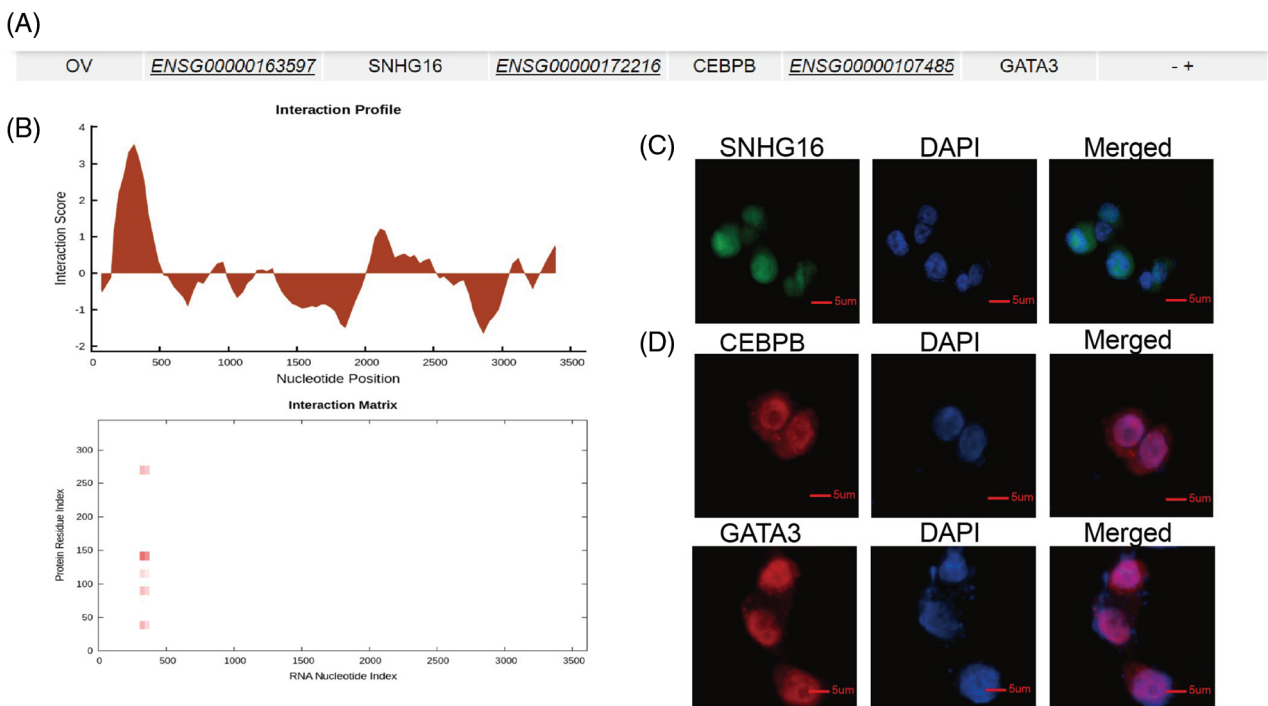 (A)
OV ENSG00000163597 SNHG16 ENSG00000172216 CEBPB ENSG00000107485 GATA3 - +
(B)
Interaction Profile
Interaction Score
4
3
2
1
0
-1
-2
0 500 1000 1500 2000 2500 3000 3500
Nucleotide Position
Interaction Matrix
Protein Residue Index
300
250
200
150
100
50
0
0 500 1000 1500 2000 2500 3000 3500
RNA Nucleotide Index
(C)
SNHG16 DAPI Merged
5um 5um 5um
(D)
CEBPB DAPI Merged
5um 5um 5um
GATA3 DAPI Merged
5um 5um 5um